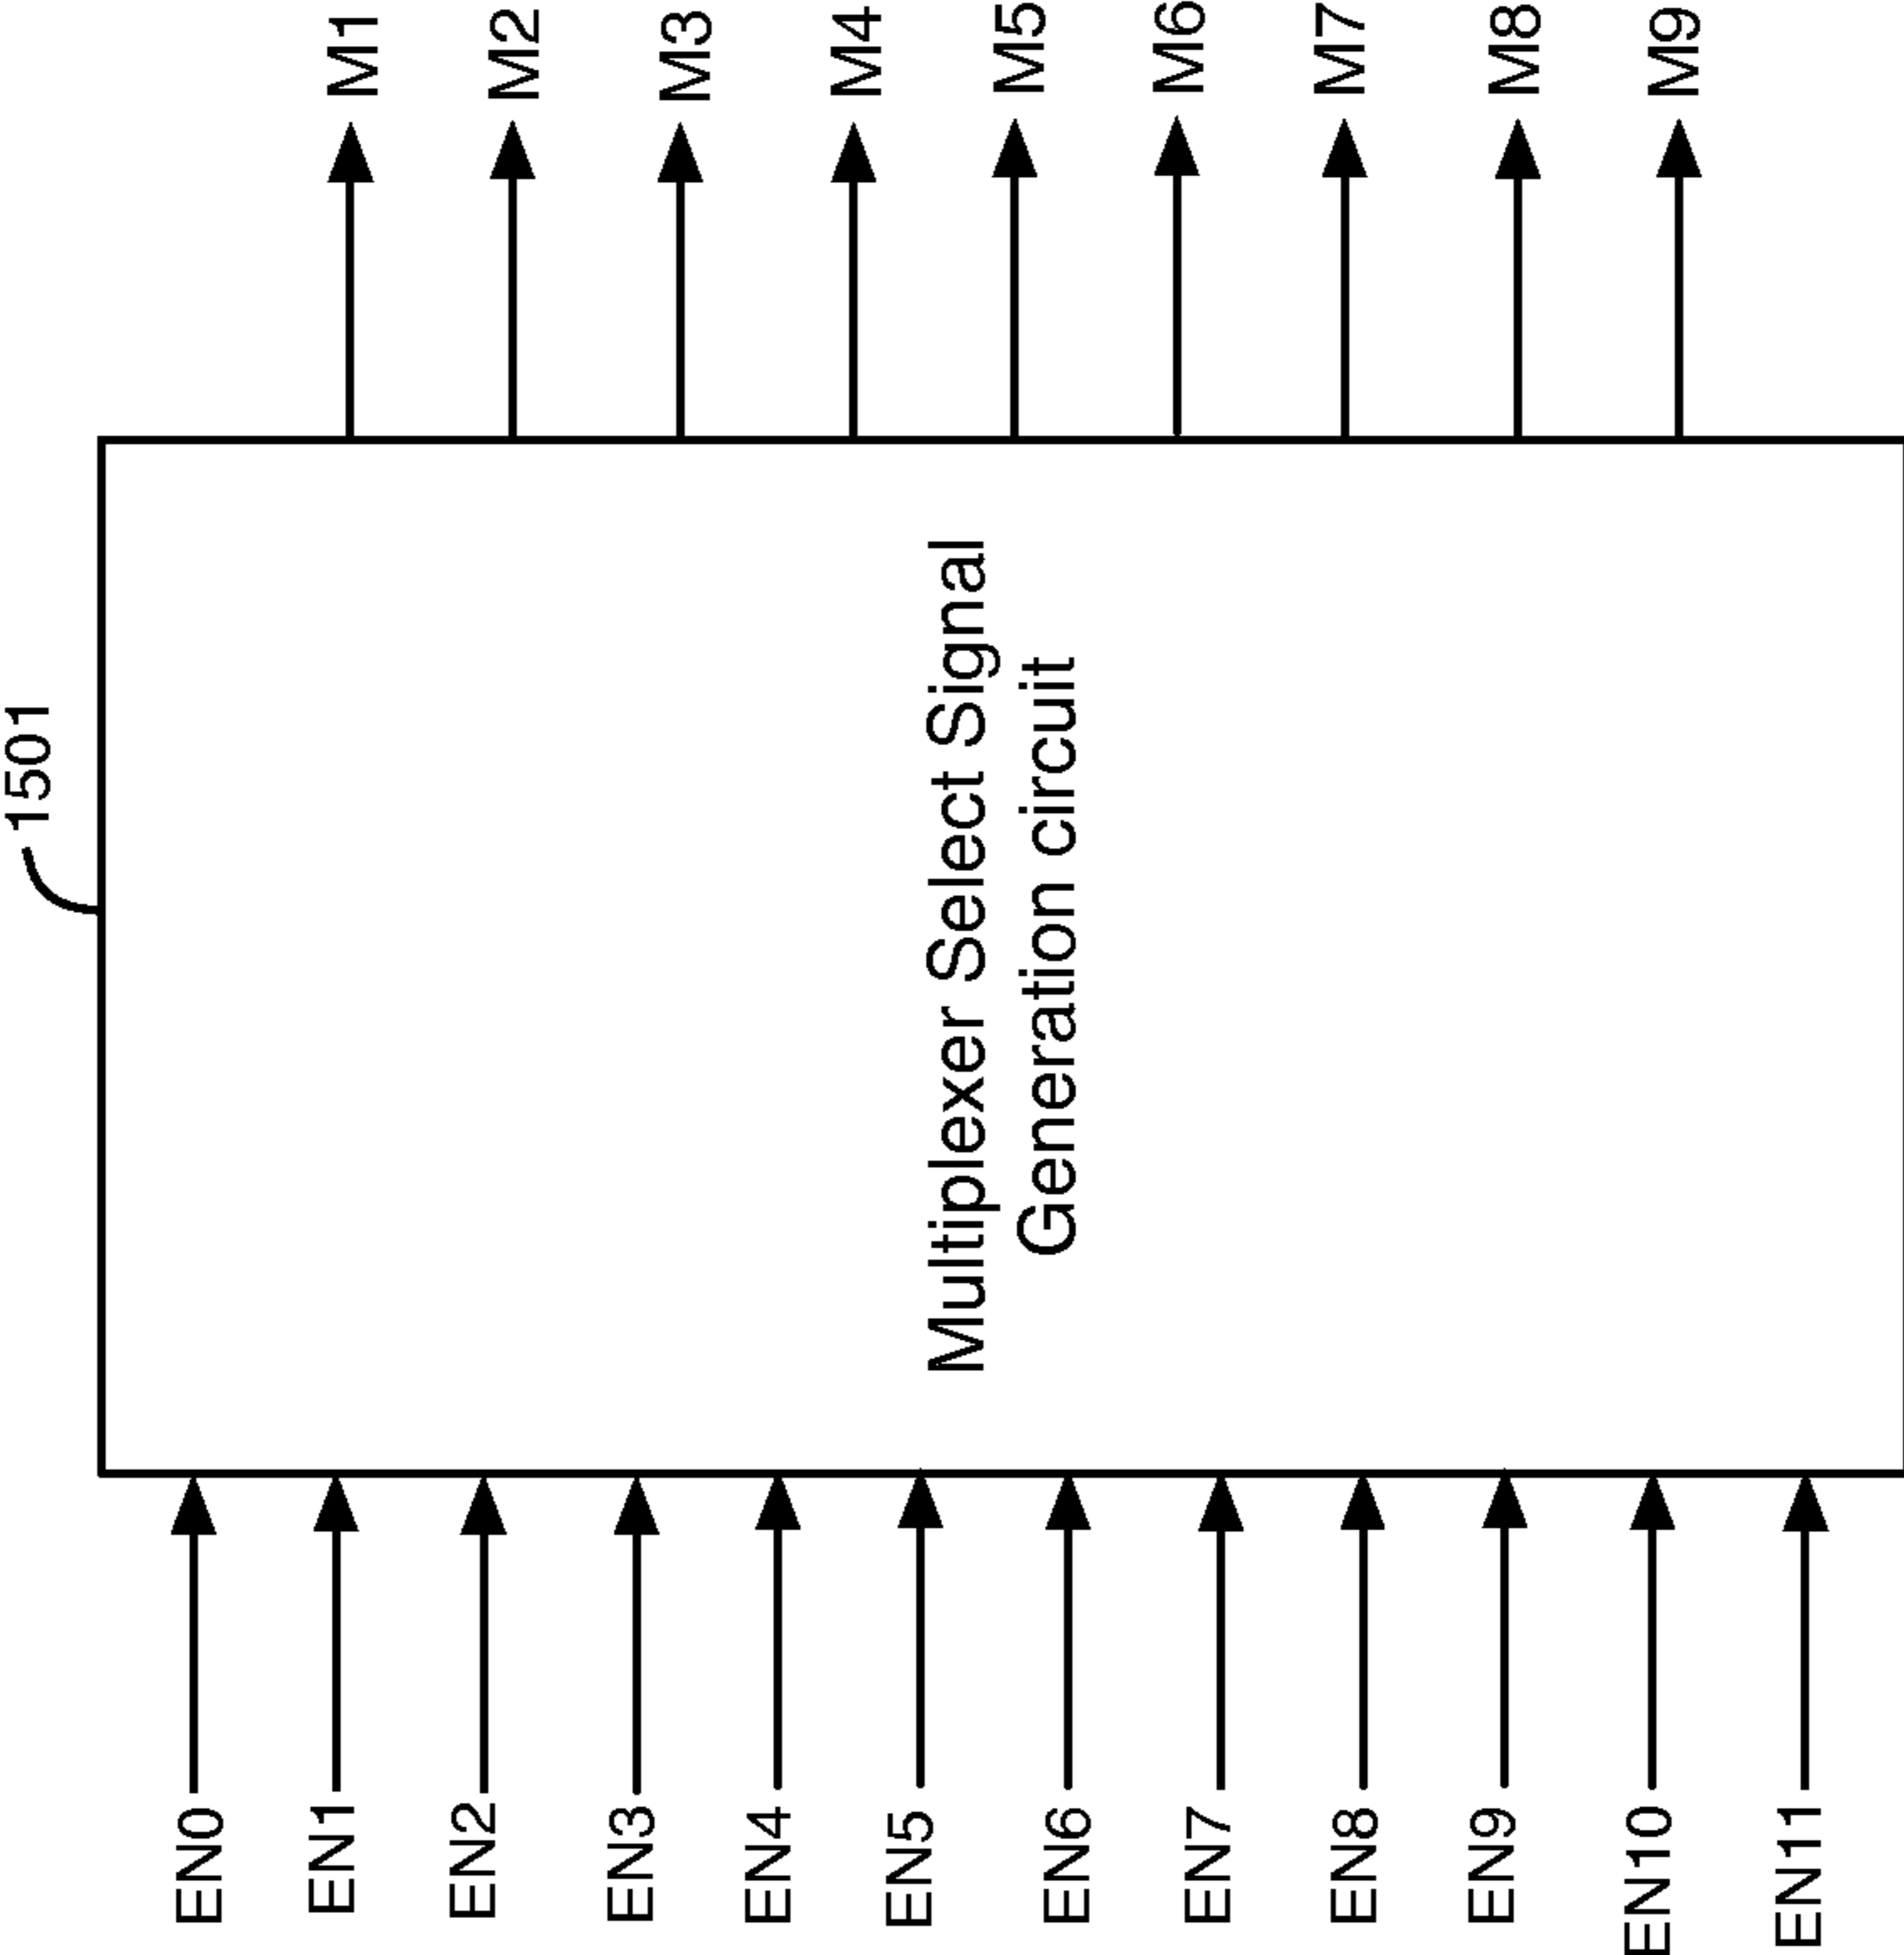 1501
EN0
EN1
EN2
EN3
EN4
EN5
EN6
EN7
EN8
EN9
EN10
EN11
Multiplexer Select Signal
Generation circuit
M1
M2
M3
M4
M5
M6
M7
M8
M9